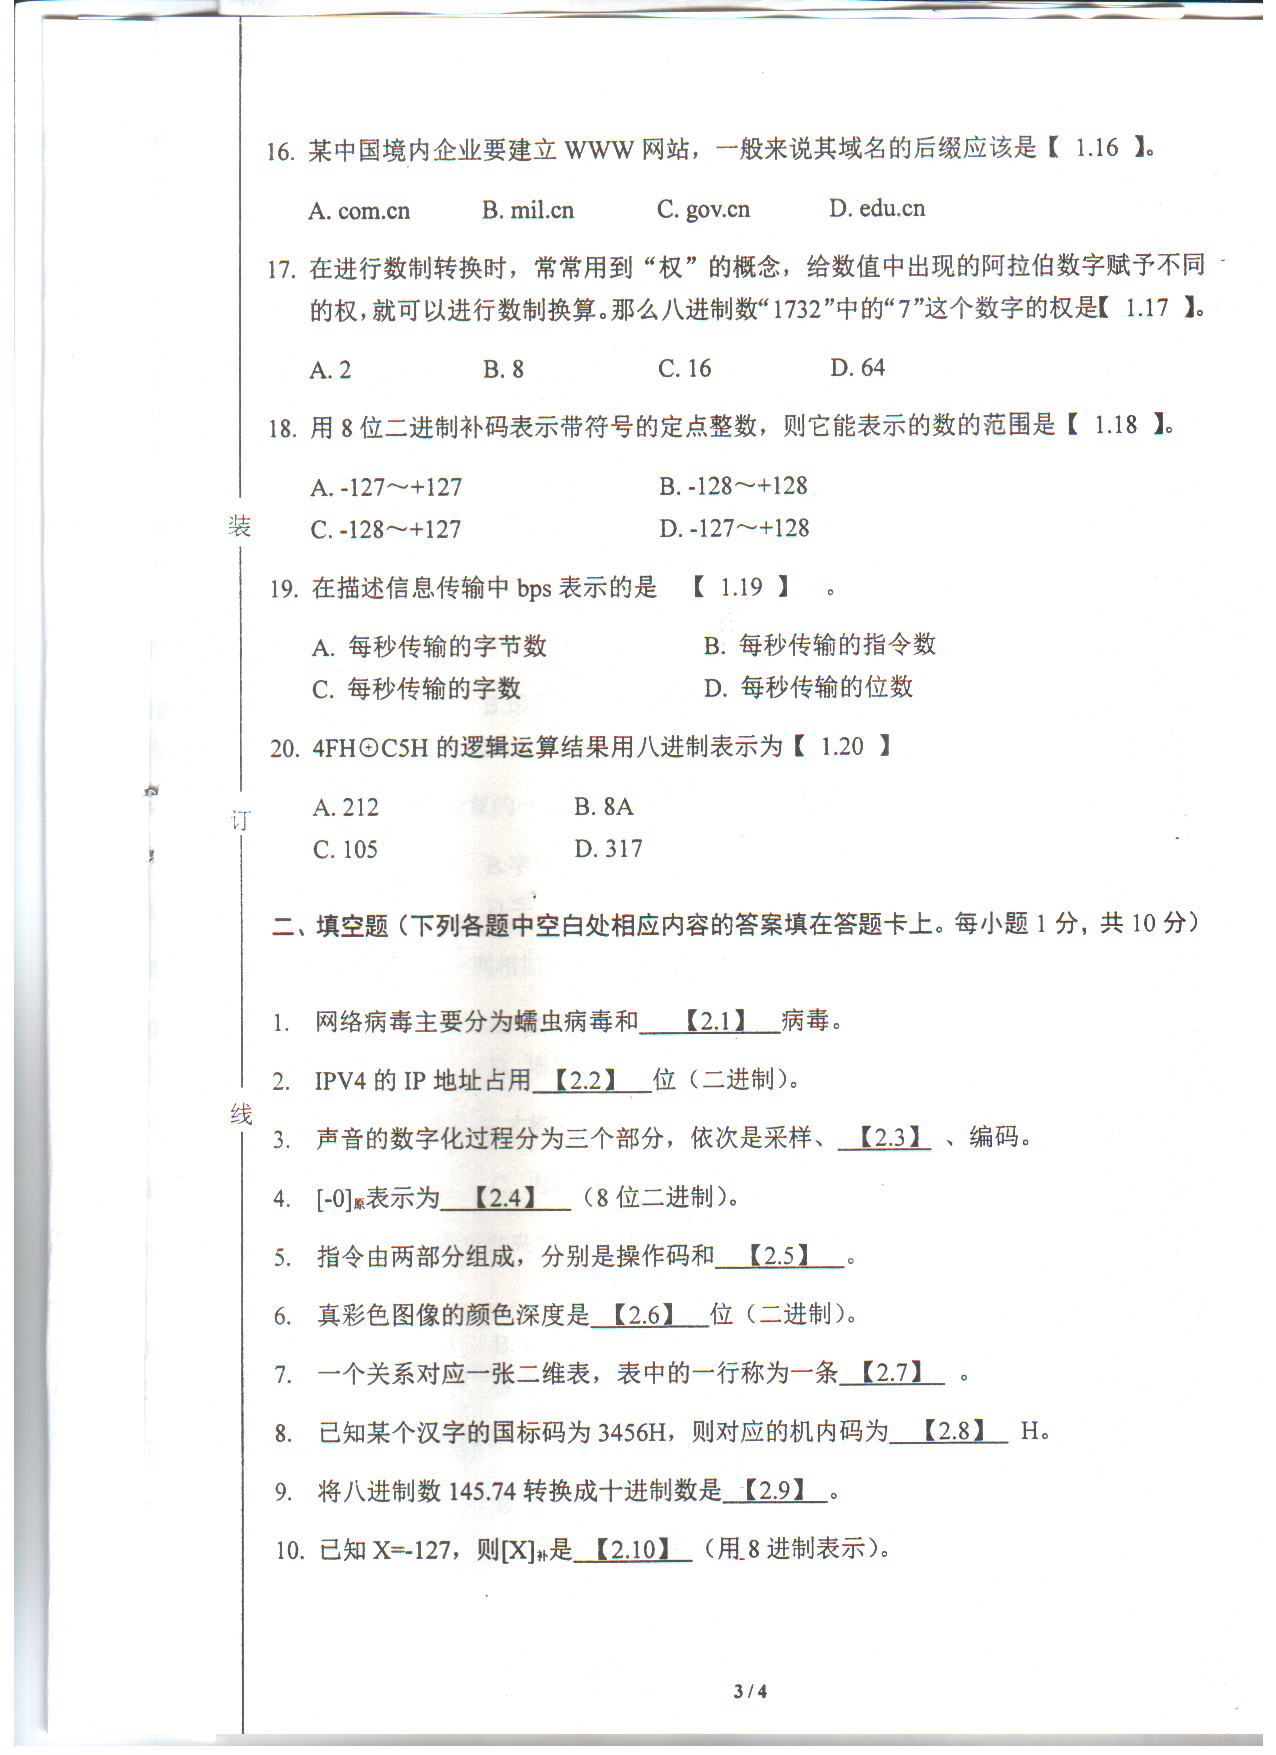 16. 某中国境内企业要建立 WWW 网站，一般来说其域名的后缀应该是【 1.16 】。
A. com.cn B. mil.cn C. gov.cn D. edu.cn
17. 在进行数制转换时，常常用到“权”的概念，给数值中出现的阿拉伯数字赋予不同
的权，就可以进行数制换算。那么八进制数“1732”中的“7”这个数字的权是【 1.17 】。
A. 2 B. 8 C. 16 D. 64
18. 用 8 位二进制补码表示带符号的定点整数，则它能表示的数的范围是【 1.18 】。
A. -127～+127 B. -128～+128
C. -128～+127 D. -127～+128
装
19. 在描述信息传输中 bps 表示的是 【 1.19 】 。
A. 每秒传输的字节数 B. 每秒传输的指令数
C. 每秒传输的字数 D. 每秒传输的位数
20. 4FH⊕C5H 的逻辑运算结果用八进制表示为【 1.20 】
A. 212 B. 8A
订
C. 105 D. 317
二、填空题（下列各题中空白处相应内容的答案填在答题卡上。每小题 1 分，共 10 分）
1. 网络病毒主要分为蠕虫病毒和 【2.1】 病毒。
2. IPV4 的 IP 地址占用 【2.2】 位（二进制）。
线
3. 声音的数字化过程分为三个部分，依次是采样、 【2.3】 、编码。
4. [-0]原表示为 【2.4】 （8 位二进制）。
5. 指令由两部分组成，分别是操作码和 【2.5】 。
6. 真彩色图像的颜色深度是 【2.6】 位（二进制）。
7. 一个关系对应一张二维表，表中的一行称为一条 【2.7】 。
8. 已知某个汉字的国标码为 3456H，则对应的机内码为 【2.8】 H。
9. 将八进制数 145.74 转换成十进制数是 【2.9】 。
10. 已知 X=-127，则[X]补是 【2.10】 （用 8 进制表示）。
3 / 4